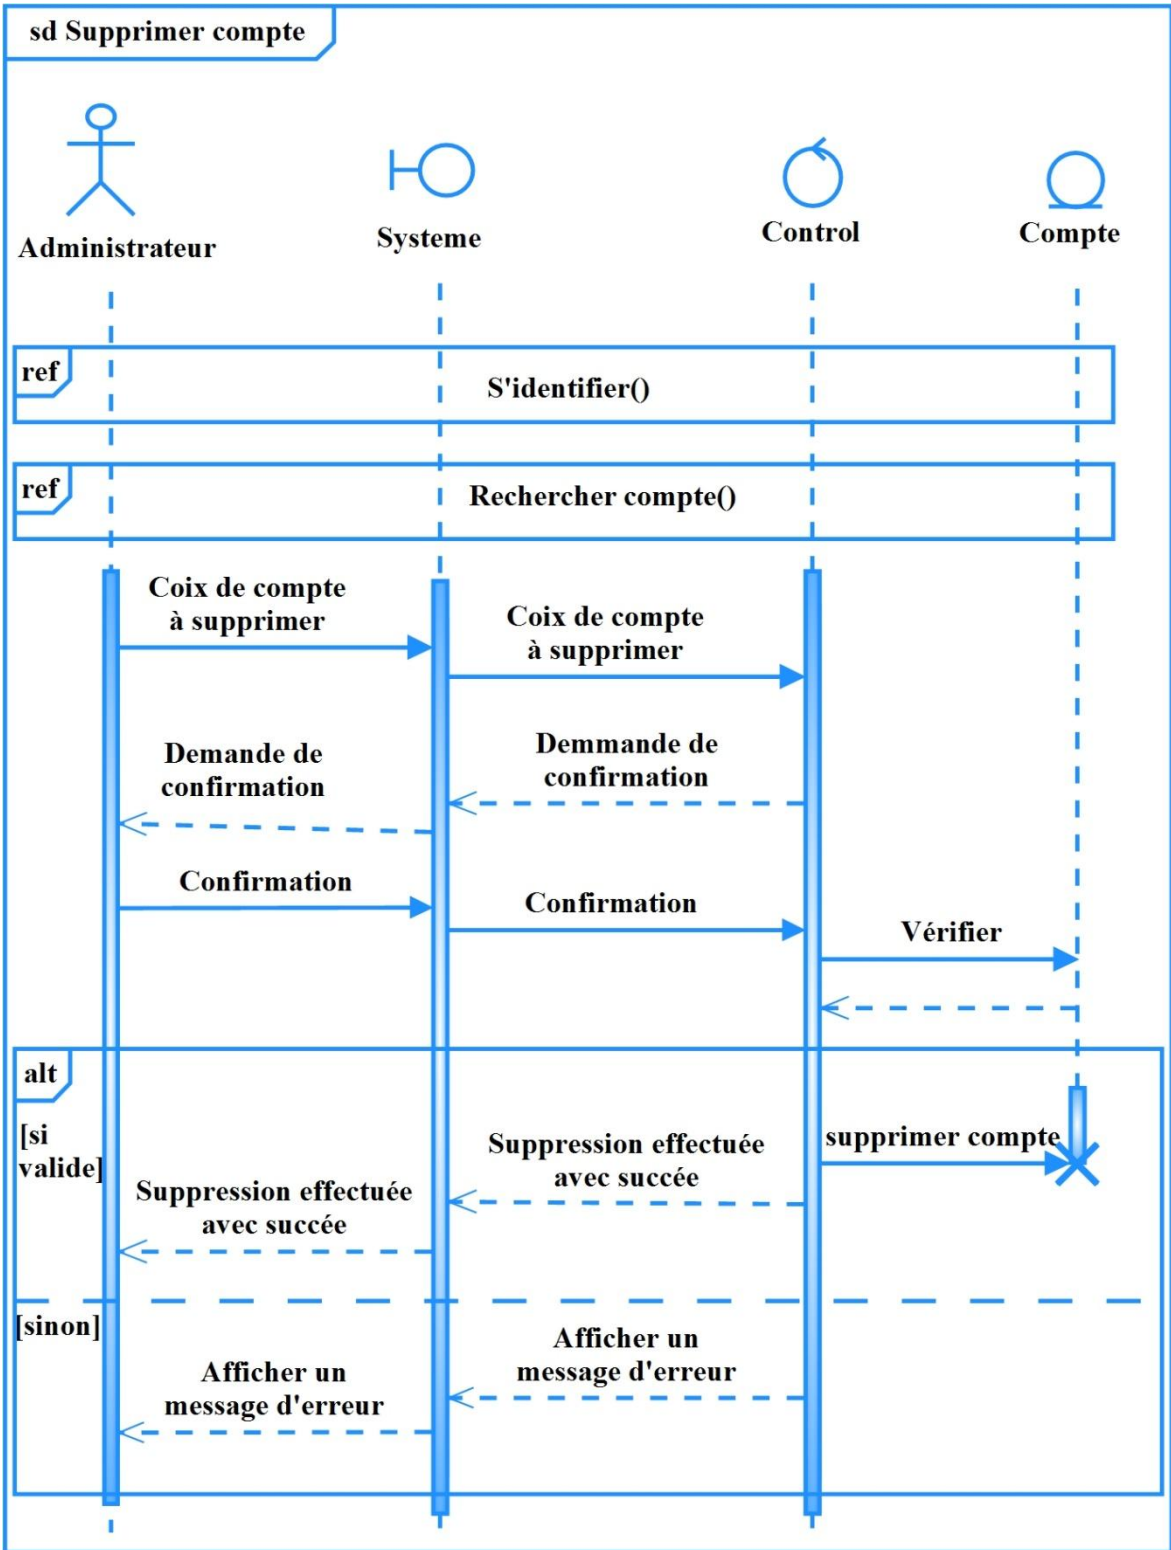 sd Supprimer compte
Administrateur
Systeme
Control
Compte
ref
S'identifier()
ref
Rechercher compte()
Coix de compte
à supprimer
Coix de compte
à supprimer
Demmande de
confirmation
Demande de
confirmation
Confirmation
Confirmation
Vérifier
alt
[si
valide]
supprimer compte
Suppression effectuée
avec succée
Suppression effectuée
avec succée
[sinon]
Afficher un
message d'erreur
Afficher un
message d'erreur